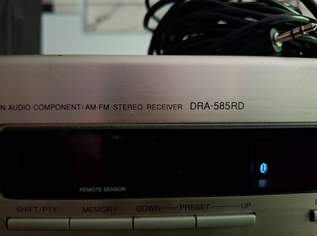 N AUDIO COMPONENT/AM-FM STEREO RECEIVER DRA-585RD
REMOTE SENSOR
SHIFT/PTY MEMORY DOWN PRESET UP